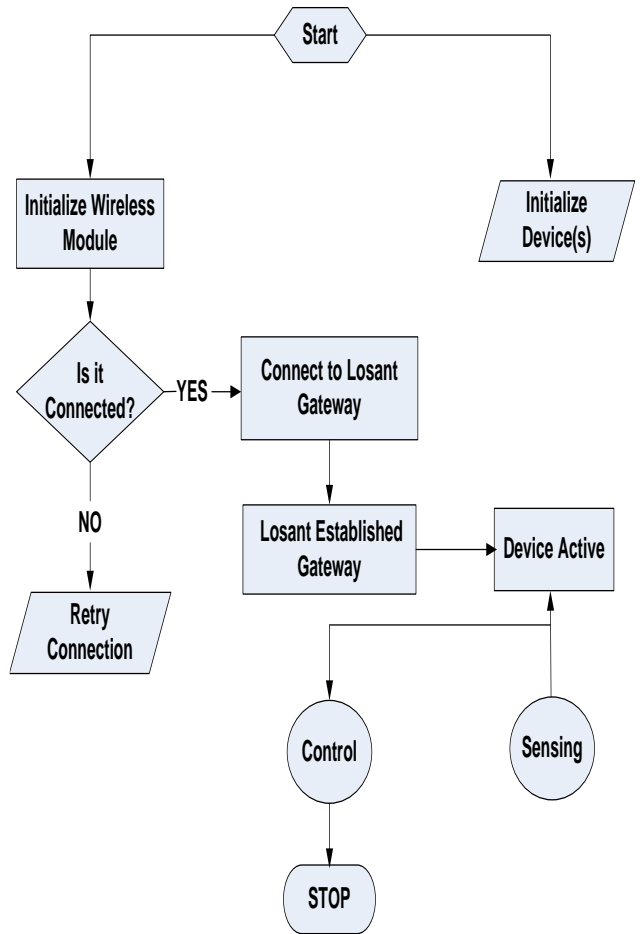 Start
Initialize Wireless
Module
Initialize
Device(s)
Is it
Connected?
YES
Connect to Losant
Gateway
NO
Losant Established
Gateway
Device Active
Retry
Connection
Control
Sensing
STOP